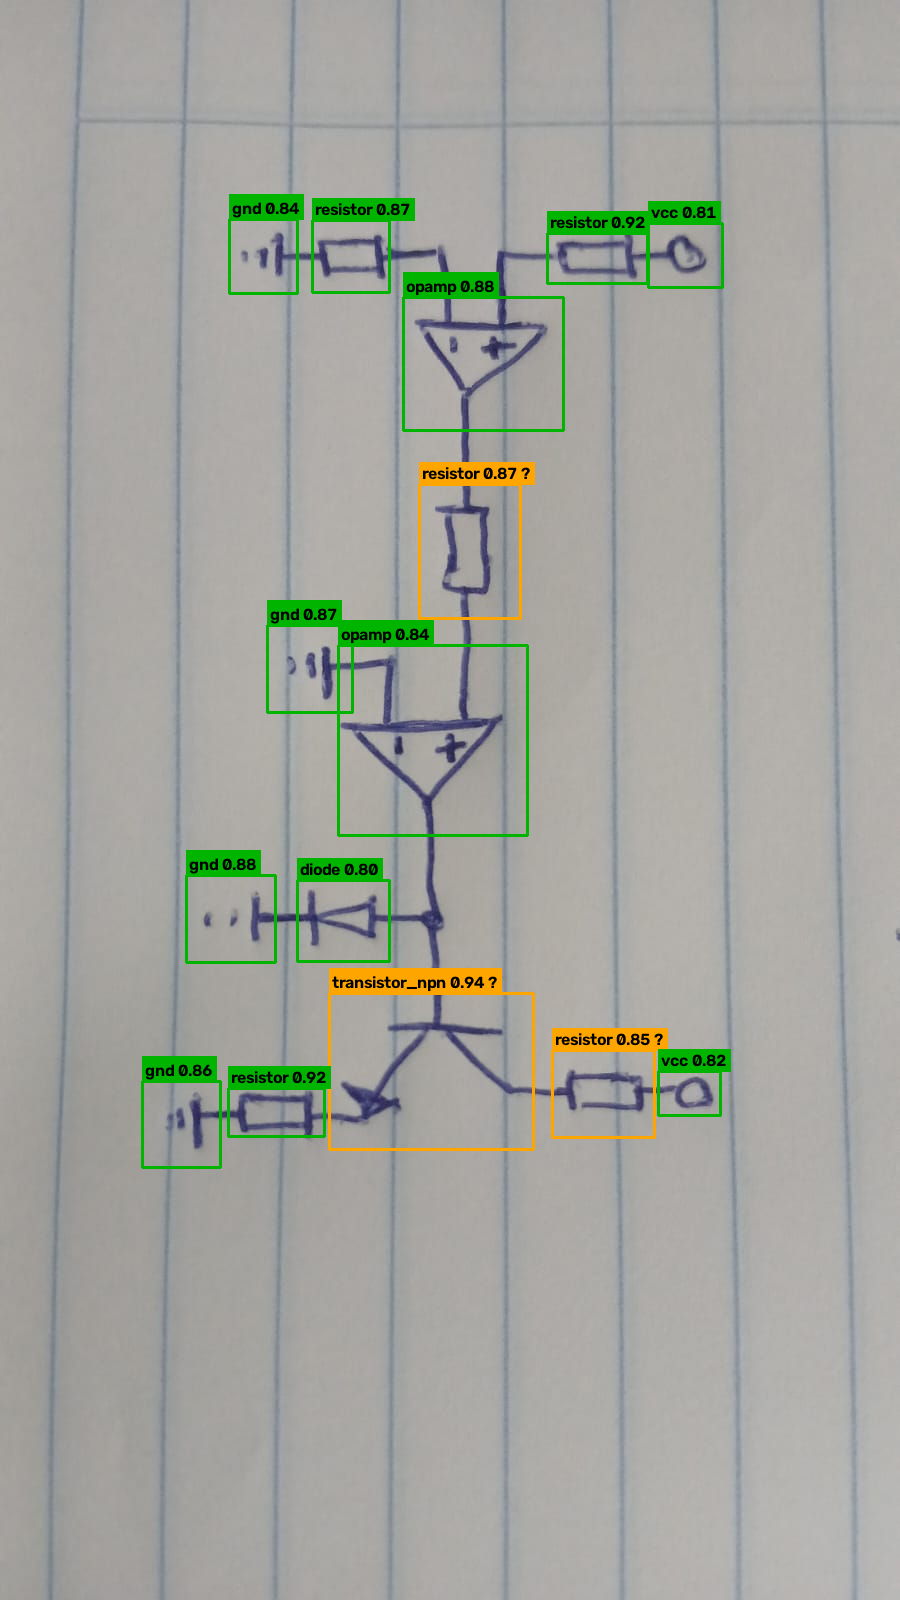 gnd 0.84
resistor 0.87
resistor 0.92
vcc 0.81
opamp 0.88
- +
resistor 0.87 ?
gnd 0.87
opamp 0.84
- +
gnd 0.88
diode 0.80
transistor_npn 0.94 ?
resistor 0.85 ?
vcc 0.82
gnd 0.86
resistor 0.92